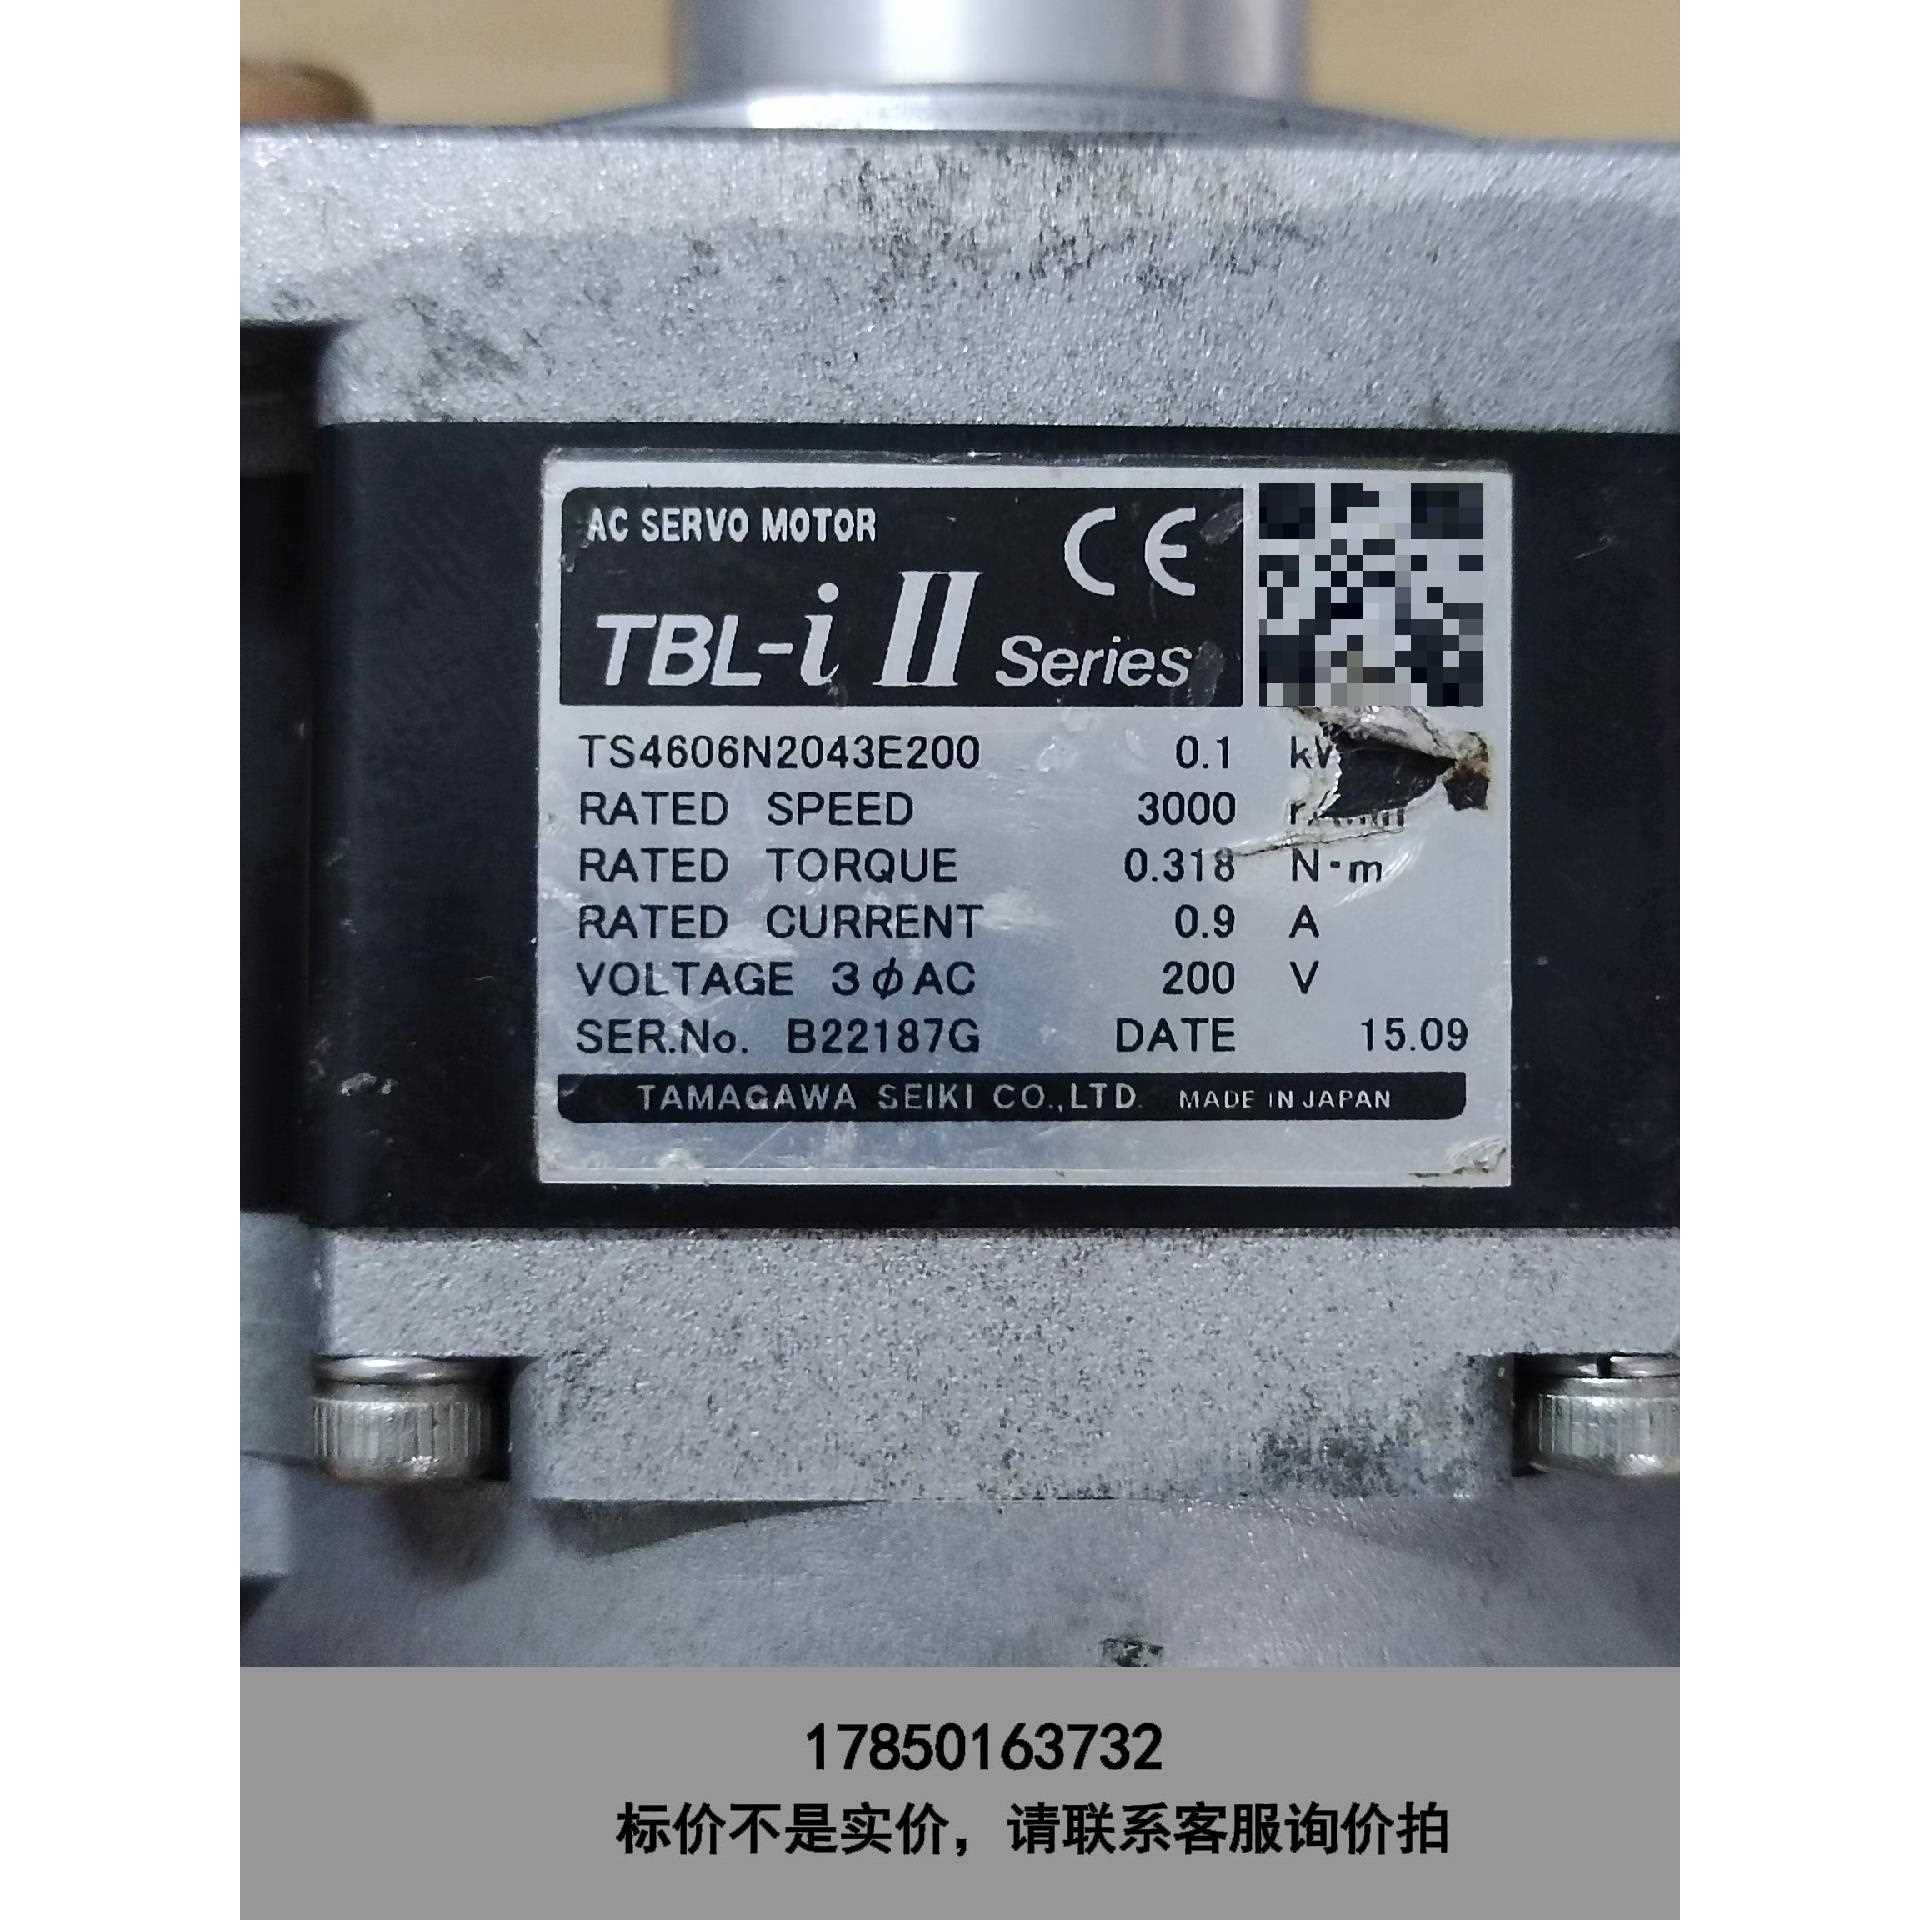 AC SERVO MOTOR CE
TBL-i II Series
TS4606N2043E200 0.1
RATED SPEED 3000
RATED TORQUE 0.318 N·m
RATED CURRENT 0.9 A
VOLTAGE 3φAC 200 V
SER.No. B22187G DATE 15.09
TAMAGAWA SEIKI CO.,LTD. MADE IN JAPAN
17850163732
标价不是实价，请联系客服询价拍